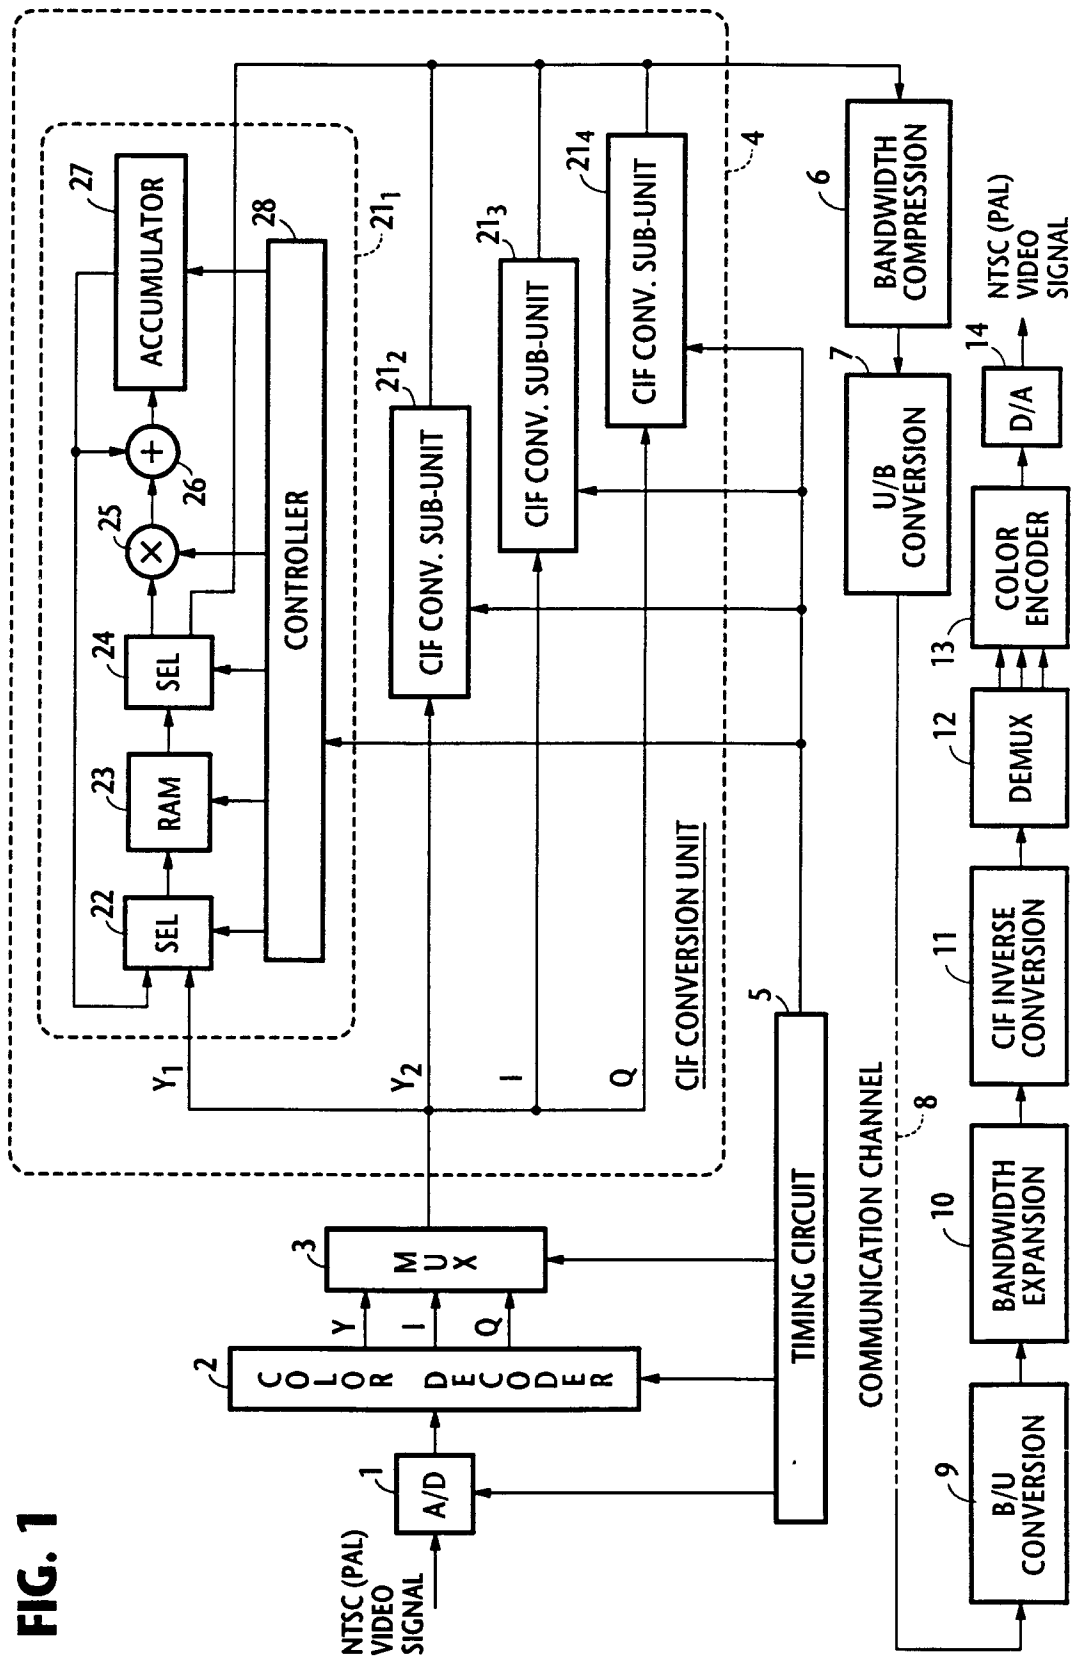 FIG. 1
NTSC (PAL)
VIDEO
SIGNAL
1
A/D
2
COLOR DECODER
Y
I
Q
3
MUX
Y1
Y2
I
Q
22
SEL
23
RAM
24
SEL
25
×
26
+
27
ACCUMULATOR
28
CONTROLLER
211
212
CIF CONV. SUB-UNIT
213
CIF CONV. SUB-UNIT
214
CIF CONV. SUB-UNIT
4
CIF CONVERSION UNIT
5
TIMING CIRCUIT
6
BANDWIDTH
COMPRESSION
7
U/B
CONVERSION
COMMUNICATION CHANNEL
8
9
B/U
CONVERSION
10
BANDWIDTH
EXPANSION
11
CIF INVERSE
CONVERSION
12
DEMUX
13
COLOR
ENCODER
14
D/A
NTSC (PAL)
VIDEO
SIGNAL